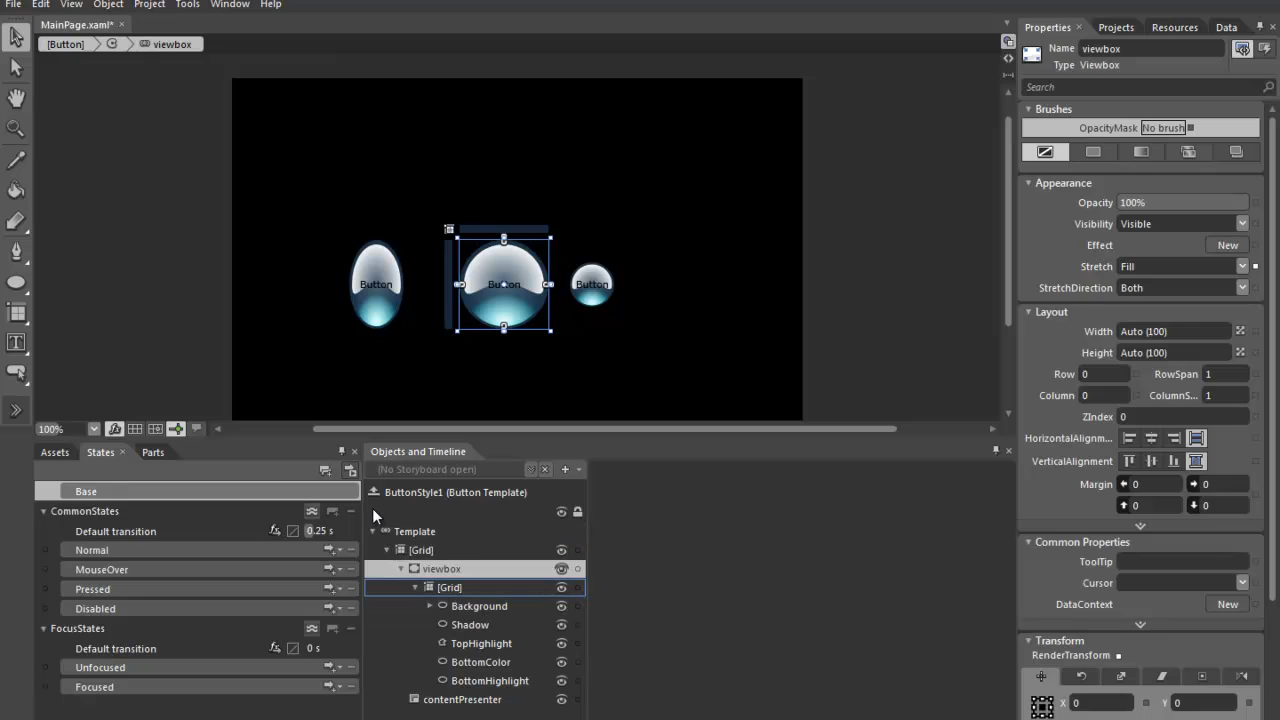 File Edit View Object Project Tools Window Help
MainPage.xaml* ×
[Button] viewbox
Button Button Button
100%
Properties × Projects Resources Data
Name viewbox
Type Viewbox
Search
Brushes
OpacityMask No brush
Appearance
Opacity 100%
Visibility Visible
Effect New
Stretch Fill
StretchDirection Both
Layout
Width Auto (100)
Height Auto (100)
Row 0 RowSpan 1
Column 0 ColumnS... 1
ZIndex 0
HorizontalAlignm...
VerticalAlignment
Margin 0 0
0 0
Common Properties
ToolTip
Cursor
DataContext New
Transform
RenderTransform
X 0 Y 0
Assets States × Parts
Base
CommonStates
Default transition fx 0.25 s
Normal
MouseOver
Pressed
Disabled
FocusStates
Default transition fx 0 s
Unfocused
Focused
Objects and Timeline
(No Storyboard open)
ButtonStyle1 (Button Template)
Template
[Grid]
viewbox
[Grid]
Background
Shadow
TopHighlight
BottomColor
BottomHighlight
contentPresenter